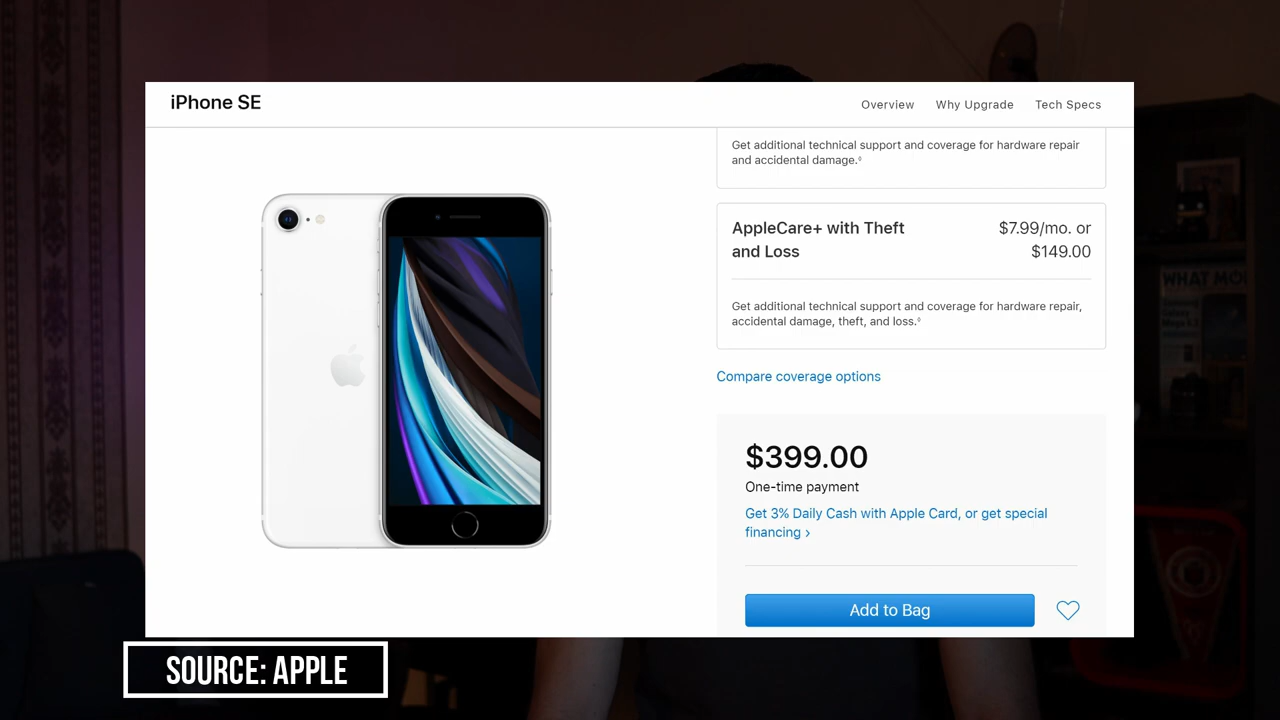 iPhone SE
Overview
Why Upgrade
Tech Specs
Get additional technical support and coverage for hardware repair
and accidental damage.◊
AppleCare+ with Theft
and Loss
$7.99/mo. or
$149.00
Get additional technical support and coverage for hardware repair,
accidental damage, theft, and loss.◊
Compare coverage options
$399.00
One-time payment
Get 3% Daily Cash with Apple Card, or get special
financing ›
Add to Bag
WHAT MO
SOURCE: APPLE